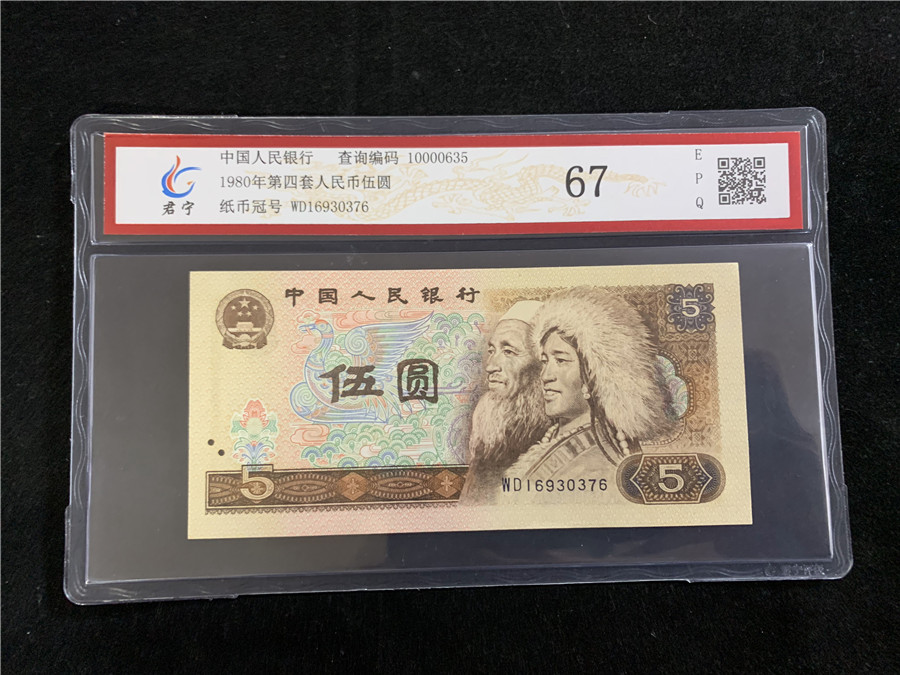 中国人民银行 查询编码 10000635
1980年第四套人民币伍圆
纸币冠号 WD16930376
君宁
67
E
P
Q
中国人民银行
5
伍圆
5
WD16930376
5